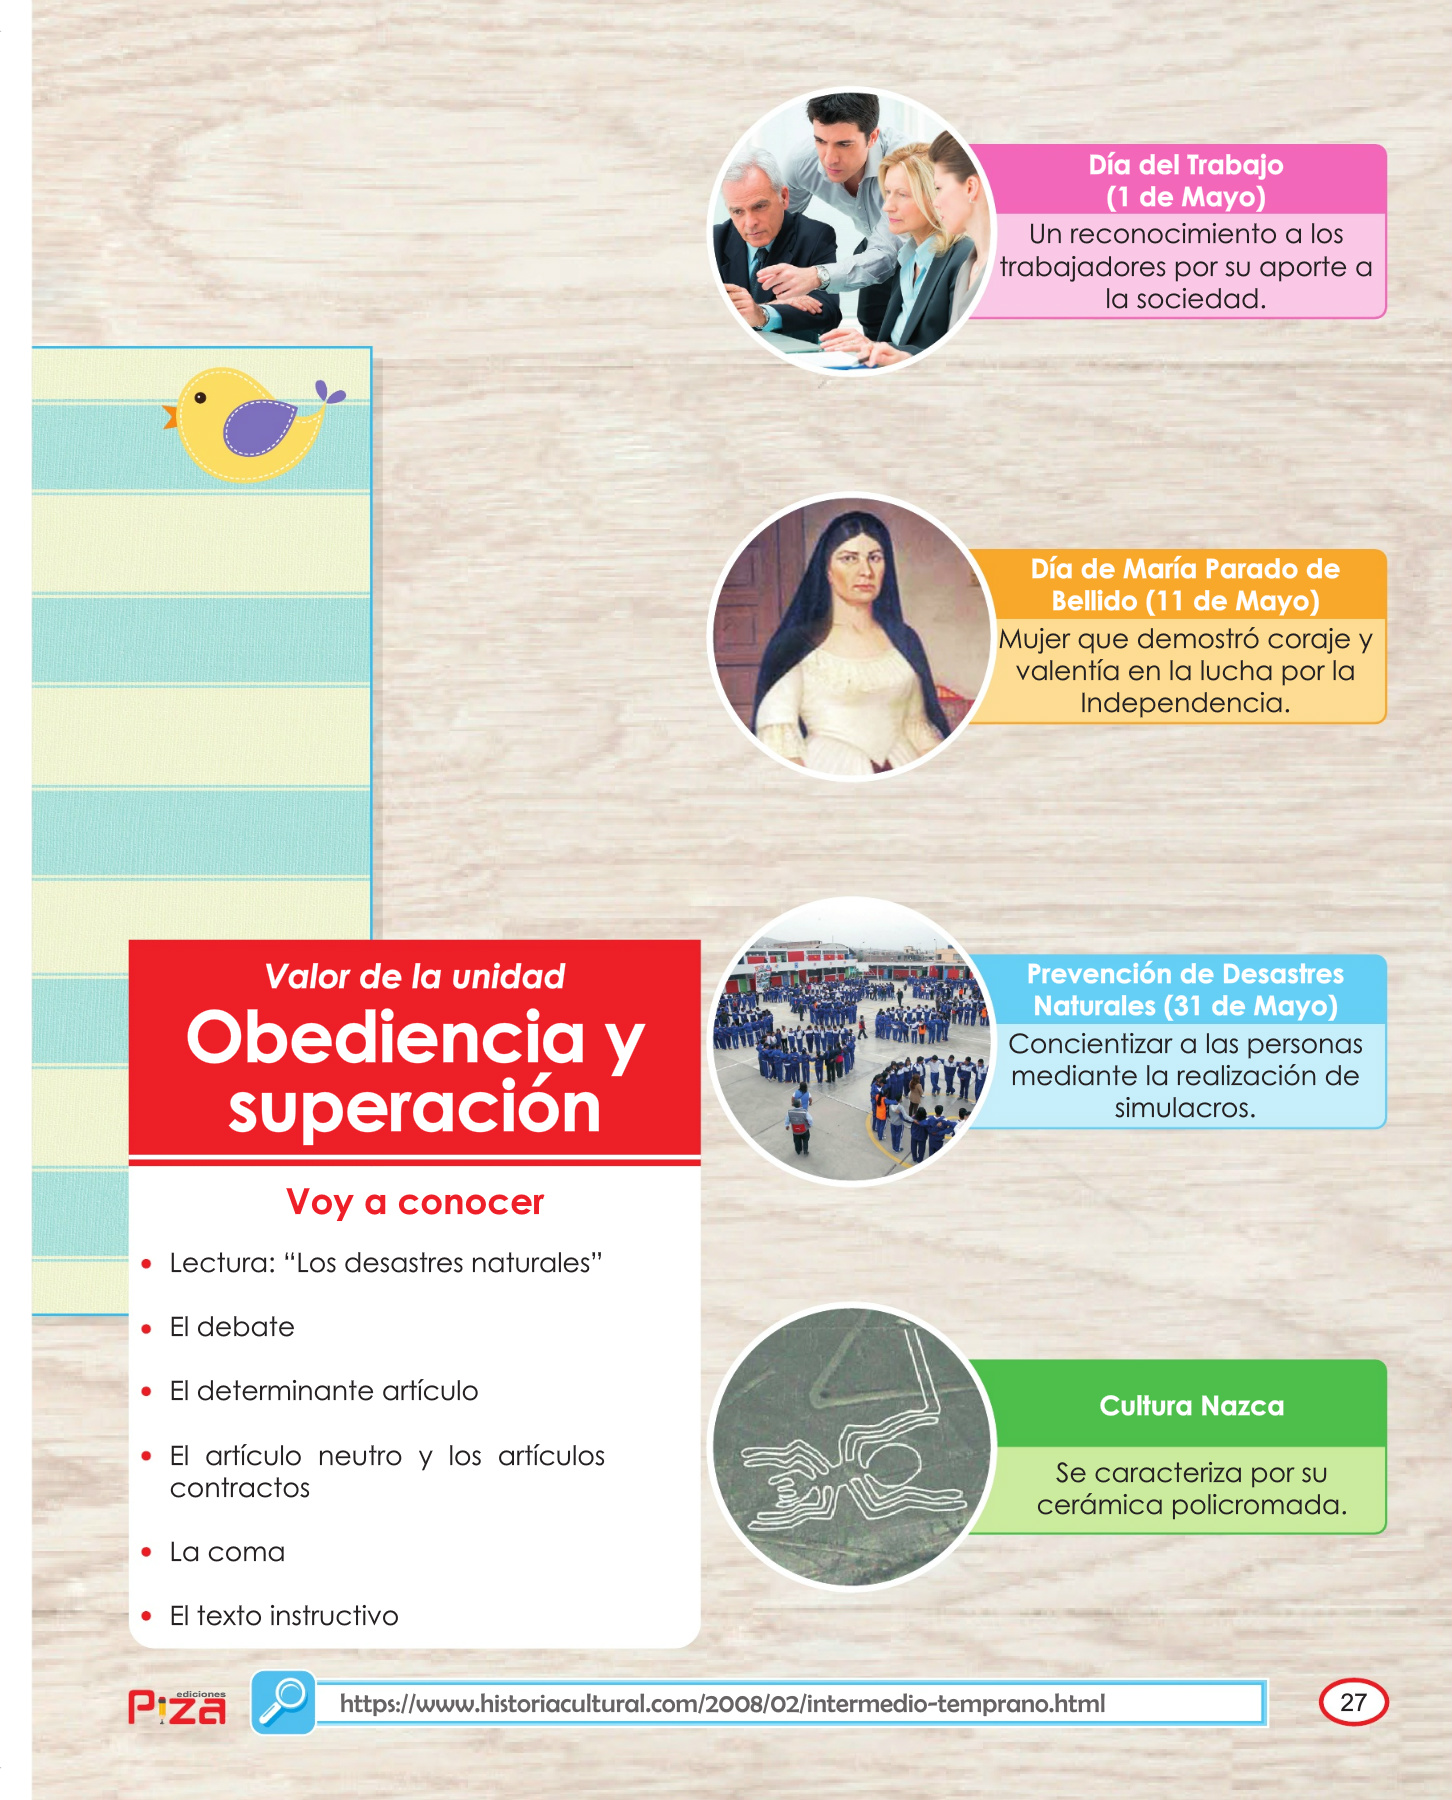 Día del Trabajo
(1 de Mayo)
Un reconocimiento a los
trabajadores por su aporte a
la sociedad.
Día de María Parado de
Bellido (11 de Mayo)
Mujer que demostró coraje y
valentía en la lucha por la
Independencia.
Prevención de Desastres
Naturales (31 de Mayo)
Concientizar a las personas
mediante la realización de
simulacros.
Cultura Nazca
Se caracteriza por su
cerámica policromada.
Valor de la unidad
Obediencia y
superación
Voy a conocer
• Lectura: “Los desastres naturales”
• El debate
• El determinante artículo
• El artículo neutro y los artículos
contractos
• La coma
• El texto instructivo
ediciones
Piza
https://www.historiacultural.com/2008/02/intermedio-temprano.html
27